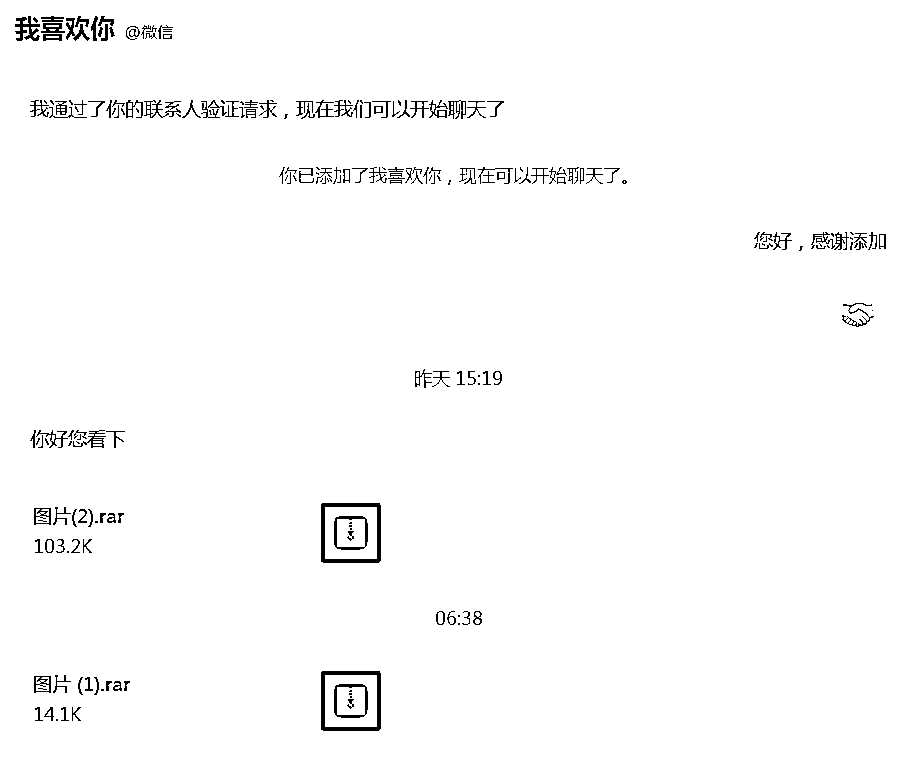 我喜欢你 @微信
我通过了你的联系人验证请求，现在我们可以开始聊天了
你已添加了我喜欢你，现在可以开始聊天了。
您好，感谢添加
昨天 15:19
你好您看下
图片(2).rar
103.2K
06:38
图片 (1).rar
14.1K